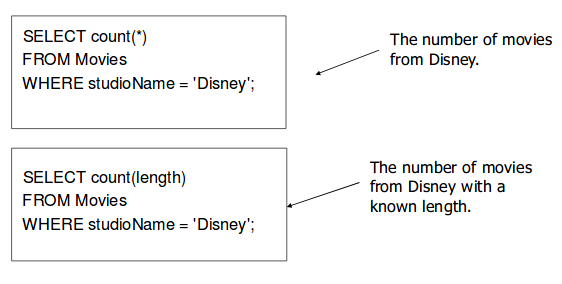 SELECT count(*)
FROM Movies
WHERE studioName = 'Disney';
The number of movies
from Disney.
SELECT count(length)
FROM Movies
WHERE studioName = 'Disney';
The number of movies
from Disney with a
known length.